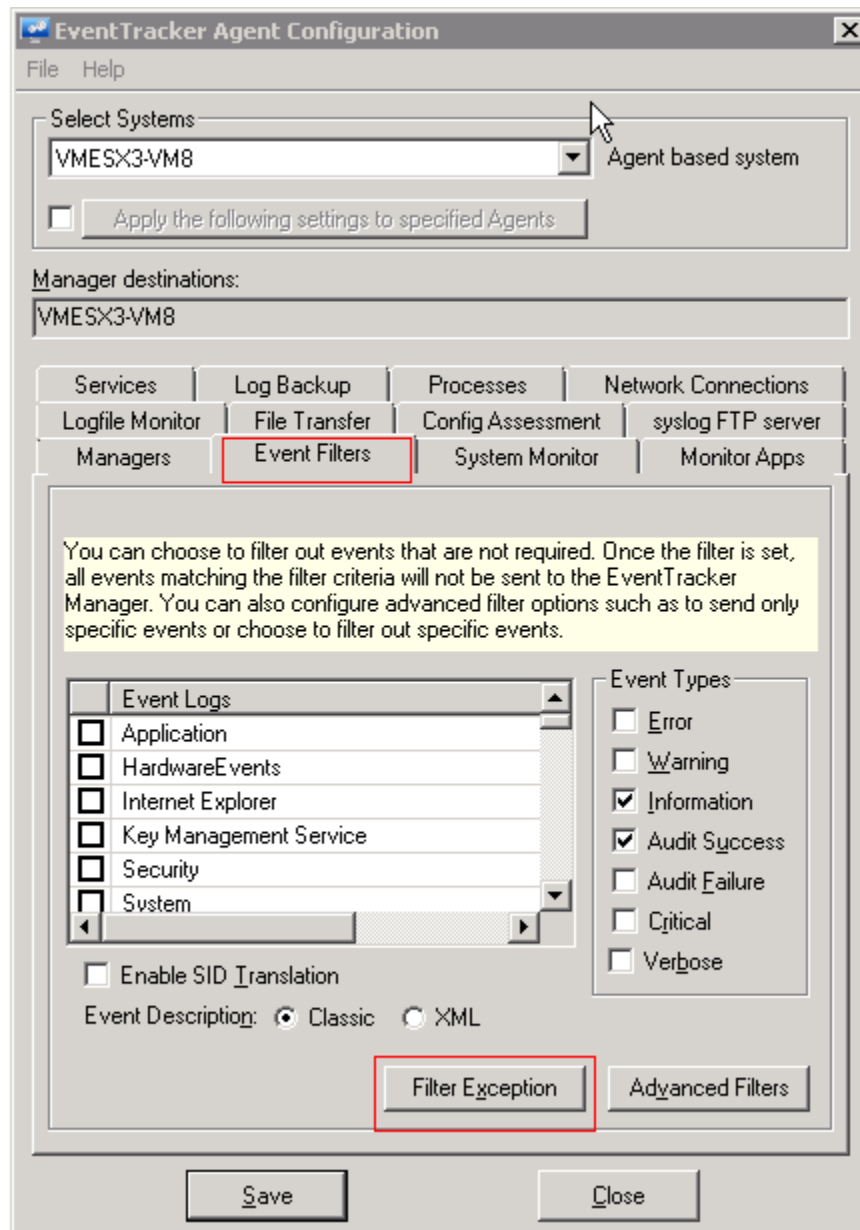 EventTracker Agent Configuration
File Help
Select Systems
VMESX3-VM8
Agent based system
Apply the following settings to specified Agents
Manager destinations:
VMESX3-VM8
Services Log Backup Processes Network Connections
Logfile Monitor File Transfer Config Assessment syslog FTP server
Managers Event Filters System Monitor Monitor Apps
You can choose to filter out events that are not required. Once the filter is set,
all events matching the filter criteria will not be sent to the EventTracker
Manager. You can also configure advanced filter options such as to send only
specific events or choose to filter out specific events.
Event Logs
Application
HardwareEvents
Internet Explorer
Key Management Service
Security
System
Event Types
Error
Warning
Information
Audit Success
Audit Failure
Critical
Verbose
Enable SID Translation
Event Description: Classic XML
Filter Exception Advanced Filters
Save Close